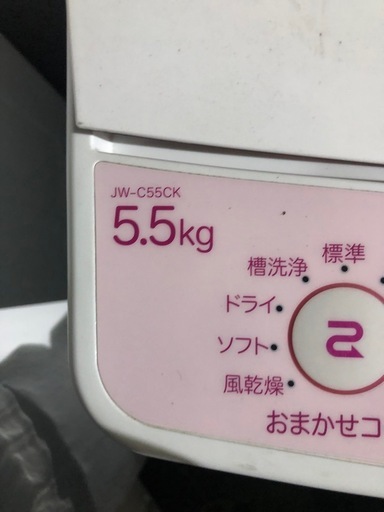 JW-C55CK
5.5kg
標準
槽洗浄
ドライ
ソフト
風乾燥
おまかせコ